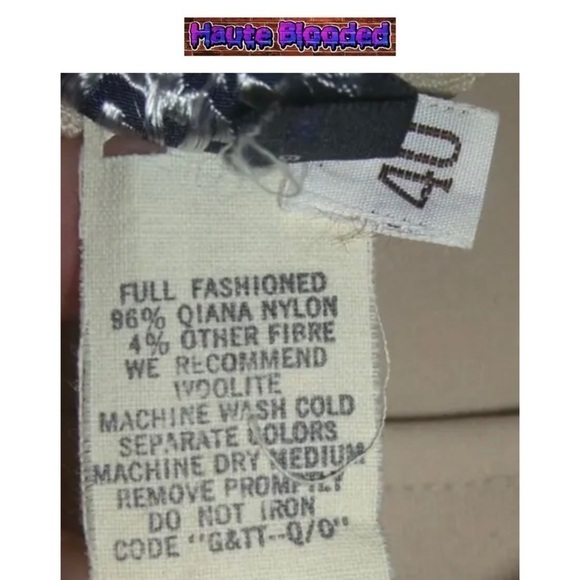 Haute Blooded
40
FULL FASHIONED
96% QIANA NYLON
4% OTHER FIBRE
WE RECOMMEND
WOOLITE
MACHINE WASH COLD
SEPARATE COLORS
MACHINE DRY MEDIUM
REMOVE PROMPTLY
DO NOT IRON
CODE "G&TT--Q/O"